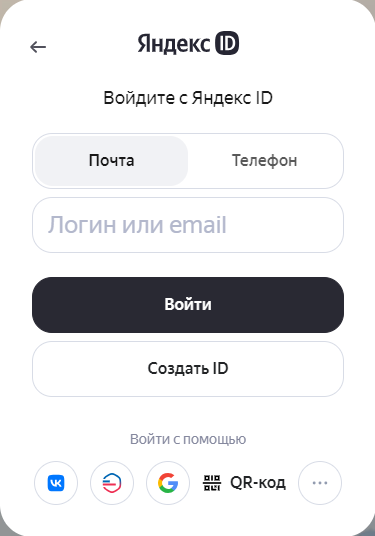 Яндекс ID
Войдите с Яндекс ID
Почта
Телефон
Логин или email
Войти
Создать ID
Войти с помощью
QR-код